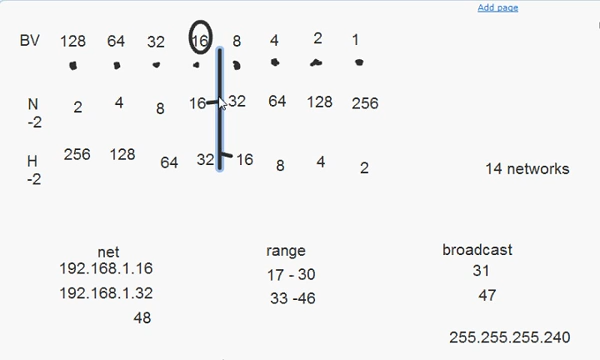 Add page
BV 128 64 32 16 8 4 2 1
N 2 4 8 16 32 64 128 256
-2
H 256 128 64 32 16 8 4 2
-2
14 networks
net range broadcast
192.168.1.16 17 - 30 31
192.168.1.32 33 -46 47
48
255.255.255.240